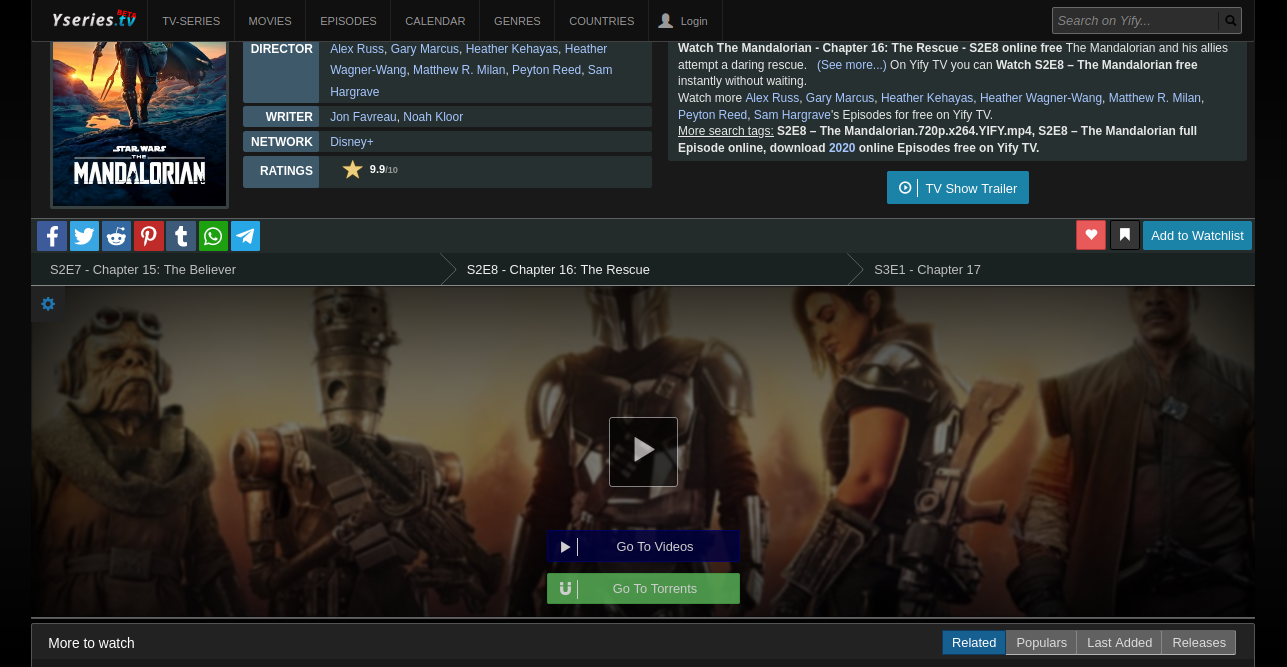 Yseries.tv BETA TV-SERIES MOVIES EPISODES CALENDAR GENRES COUNTRIES Login Search on Yify...
DIRECTOR Alex Russ, Gary Marcus, Heather Kehayas, Heather
Wagner-Wang, Matthew R. Milan, Peyton Reed, Sam
Hargrave
WRITER Jon Favreau, Noah Kloor
NETWORK Disney+
RATINGS 9.9/10
STAR WARS
THE
MANDALORIAN
Watch The Mandalorian - Chapter 16: The Rescue - S2E8 online free The Mandalorian and his allies
attempt a daring rescue. (See more...) On Yify TV you can Watch S2E8 – The Mandalorian free
instantly without waiting.
Watch more Alex Russ, Gary Marcus, Heather Kehayas, Heather Wagner-Wang, Matthew R. Milan,
Peyton Reed, Sam Hargrave's Episodes for free on Yify TV.
More search tags: S2E8 – The Mandalorian.720p.x264.YIFY.mp4, S2E8 – The Mandalorian full
Episode online, download 2020 online Episodes free on Yify TV.
TV Show Trailer
Add to Watchlist
S2E7 - Chapter 15: The Believer S2E8 - Chapter 16: The Rescue S3E1 - Chapter 17
Go To Videos
Go To Torrents
More to watch Related Populars Last Added Releases